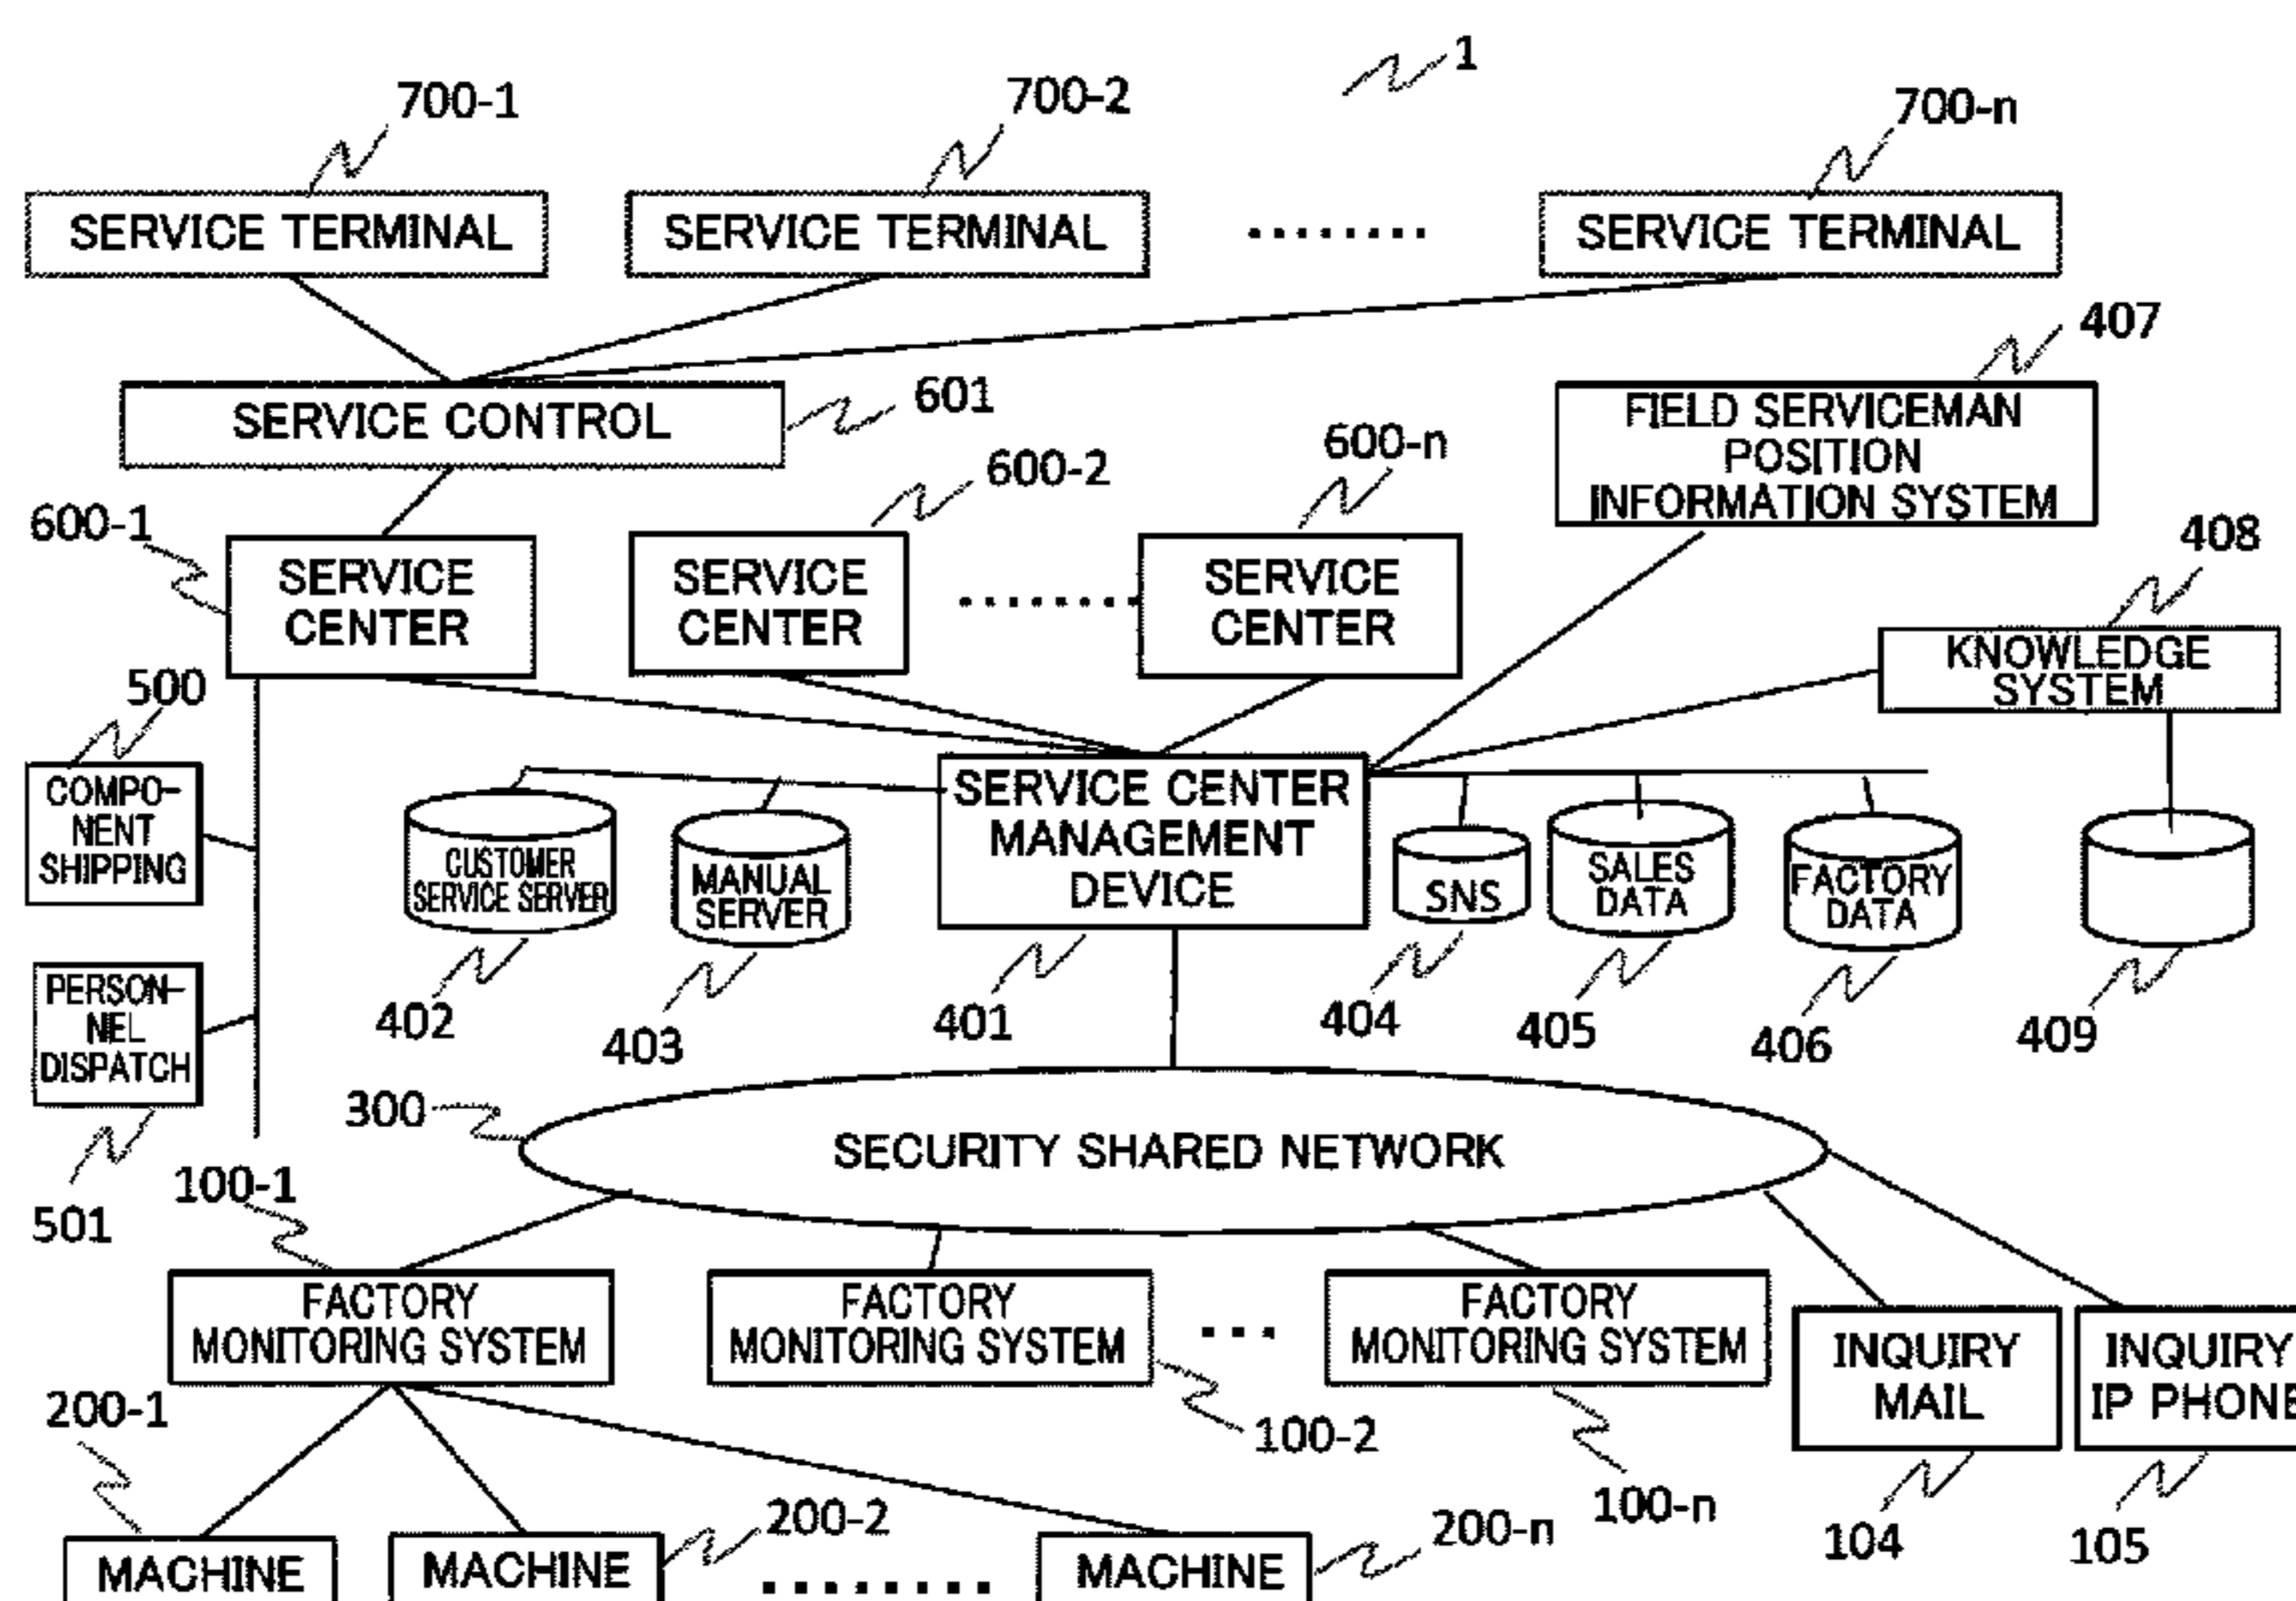 1
700-1
700-2
700-n
SERVICE TERMINAL
SERVICE TERMINAL
SERVICE TERMINAL
407
601
SERVICE CONTROL
FIELD SERVICEMAN
POSITION
INFORMATION SYSTEM
600-n
600-2
600-1
408
SERVICE
CENTER
SERVICE
CENTER
SERVICE
CENTER
KNOWLEDGE
SYSTEM
500
COMPO-
NENT
SHIPPING
CUSTOMER
SERVICE SERVER
MANUAL
SERVER
SERVICE CENTER
MANAGEMENT
DEVICE
SNS
SALES
DATA
FACTORY
DATA
PERSON-
NEL
DISPATCH
402
403
401
404
405
406
409
300
SECURITY SHARED NETWORK
501
100-1
FACTORY
MONITORING SYSTEM
FACTORY
MONITORING SYSTEM
FACTORY
MONITORING SYSTEM
INQUIRY
MAIL
INQUIRY
IP PHONE
200-1
100-2
100-n
200-2
200-n
104
105
MACHINE
MACHINE
MACHINE